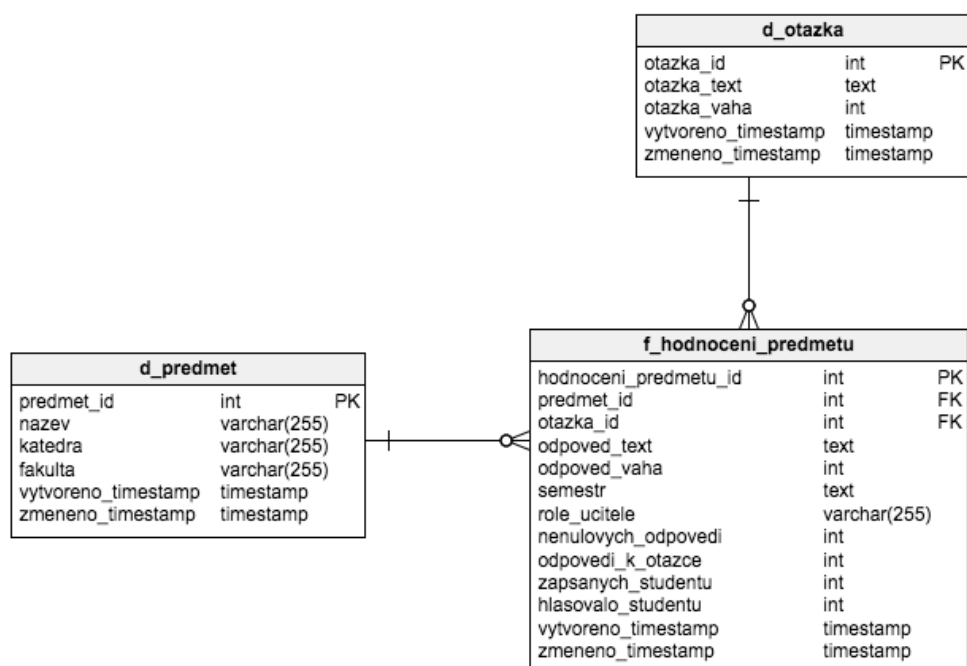 d_otazka
otazka_id int PK
otazka_text text
otazka_vaha int
vytvoreno_timestamp timestamp
zmeneno_timestamp timestamp
d_predmet
predmet_id int PK
nazev varchar(255)
katedra varchar(255)
fakulta varchar(255)
vytvoreno_timestamp timestamp
zmeneno_timestamp timestamp
f_hodnoceni_predmetu
hodnoceni_predmetu_id int PK
predmet_id int FK
otazka_id int FK
odpoved_text text
odpoved_vaha int
semestr text
role_ucitele varchar(255)
nenulovych_odpovedi int
odpovedi_k_otazce int
zapsanych_studentu int
hlasovalo_studentu int
vytvoreno_timestamp timestamp
zmeneno_timestamp timestamp